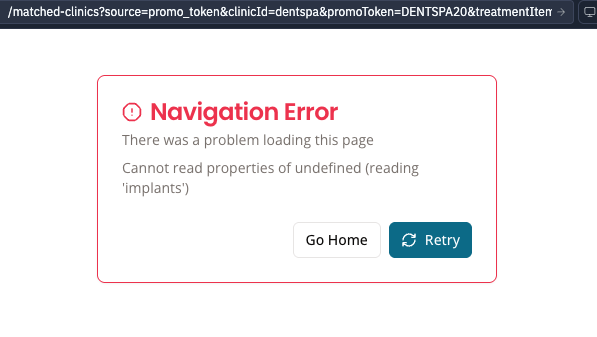 /matched-clinics?source=promo_token&clinicId=dentspa&promoToken=DENTSPA20&treatmentItem
Navigation Error
There was a problem loading this page
Cannot read properties of undefined (reading
'implants')
Go Home
Retry